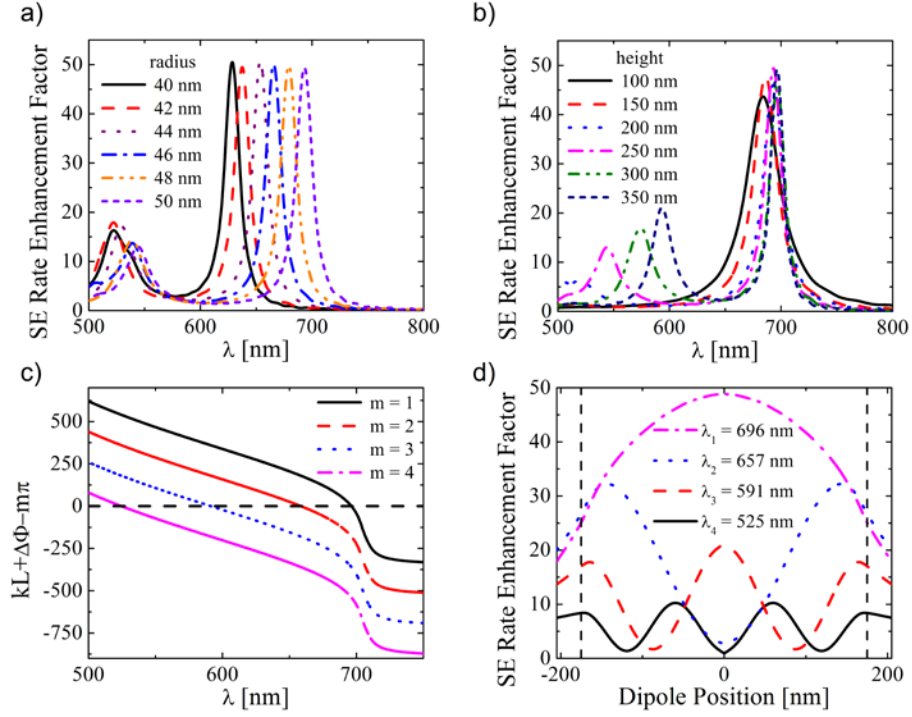 a)
SE Rate Enhancement Factor
50
40
30
20
10
0
radius
40 nm
42 nm
44 nm
46 nm
48 nm
50 nm
500
600
700
800
λ [nm]
b)
SE Rate Enhancement Factor
50
40
30
20
10
0
height
100 nm
150 nm
200 nm
250 nm
300 nm
350 nm
500
600
700
800
λ [nm]
c)
kL+ΔΦ−mπ
500
250
0
-250
-500
-750
m = 1
m = 2
m = 3
m = 4
500
600
700
λ [nm]
d)
SE Rate Enhancement Factor
50
40
30
20
10
0
λ₁ = 696 nm
λ₂ = 657 nm
λ₃ = 591 nm
λ₄ = 525 nm
-200
0
200
Dipole Position [nm]